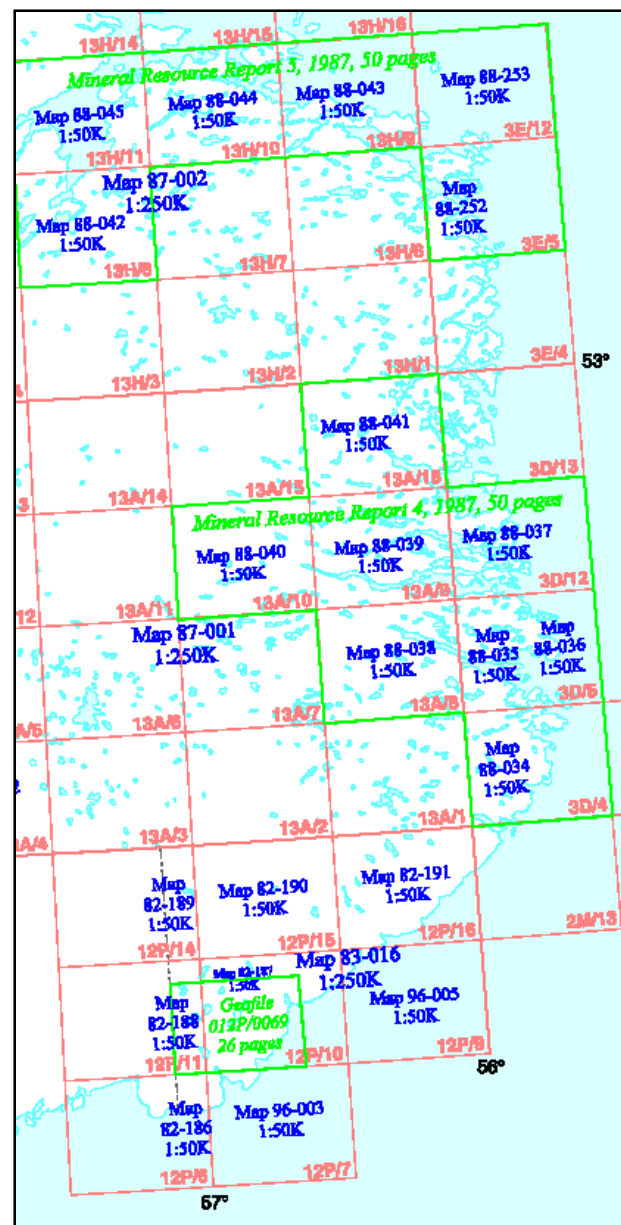 13H/14
13H/15
13H/16
Mineral Resource Report 5, 1987, 50 pages
Map 88-045
1:50K
Map 88-044
1:50K
Map 88-043
1:50K
Map 88-253
1:50K
13H/11
13H/10
13H/9
3E/12
Map 87-002
1:250K
Map 88-042
1:50K
Map
88-252
1:50K
13H/8
13H/7
13H/6
3E/5
13H/3
13H/2
13H/1
3E/4
53°
Map 88-041
1:50K
13A/14
13A/15
13A/16
3D/13
Mineral Resource Report 4, 1987, 50 pages
Map 88-040
1:50K
Map 88-039
1:50K
Map 88-037
1:50K
12
13A/11
13A/10
13A/9
3D/12
Map 87-001
1:250K
Map 88-038
1:50K
Map
88-035
1:50K
Map
88-036
1:50K
A/5
13A/6
13A/7
13A/8
3D/5
Map
88-034
1:50K
A/4
13A/3
13A/2
13A/1
3D/4
Map
82-189
1:50K
Map 82-190
1:50K
Map 82-191
1:50K
12P/14
12P/15
12P/16
2M/13
Map 82-187
1:50K
Map 83-016
1:250K
Map
82-188
1:50K
Geofile
012P/0069
26 pages
Map 96-005
1:50K
12P/11
12P/10
12P/9
56°
Map
82-186
1:50K
Map 96-003
1:50K
12P/6
12P/7
57°